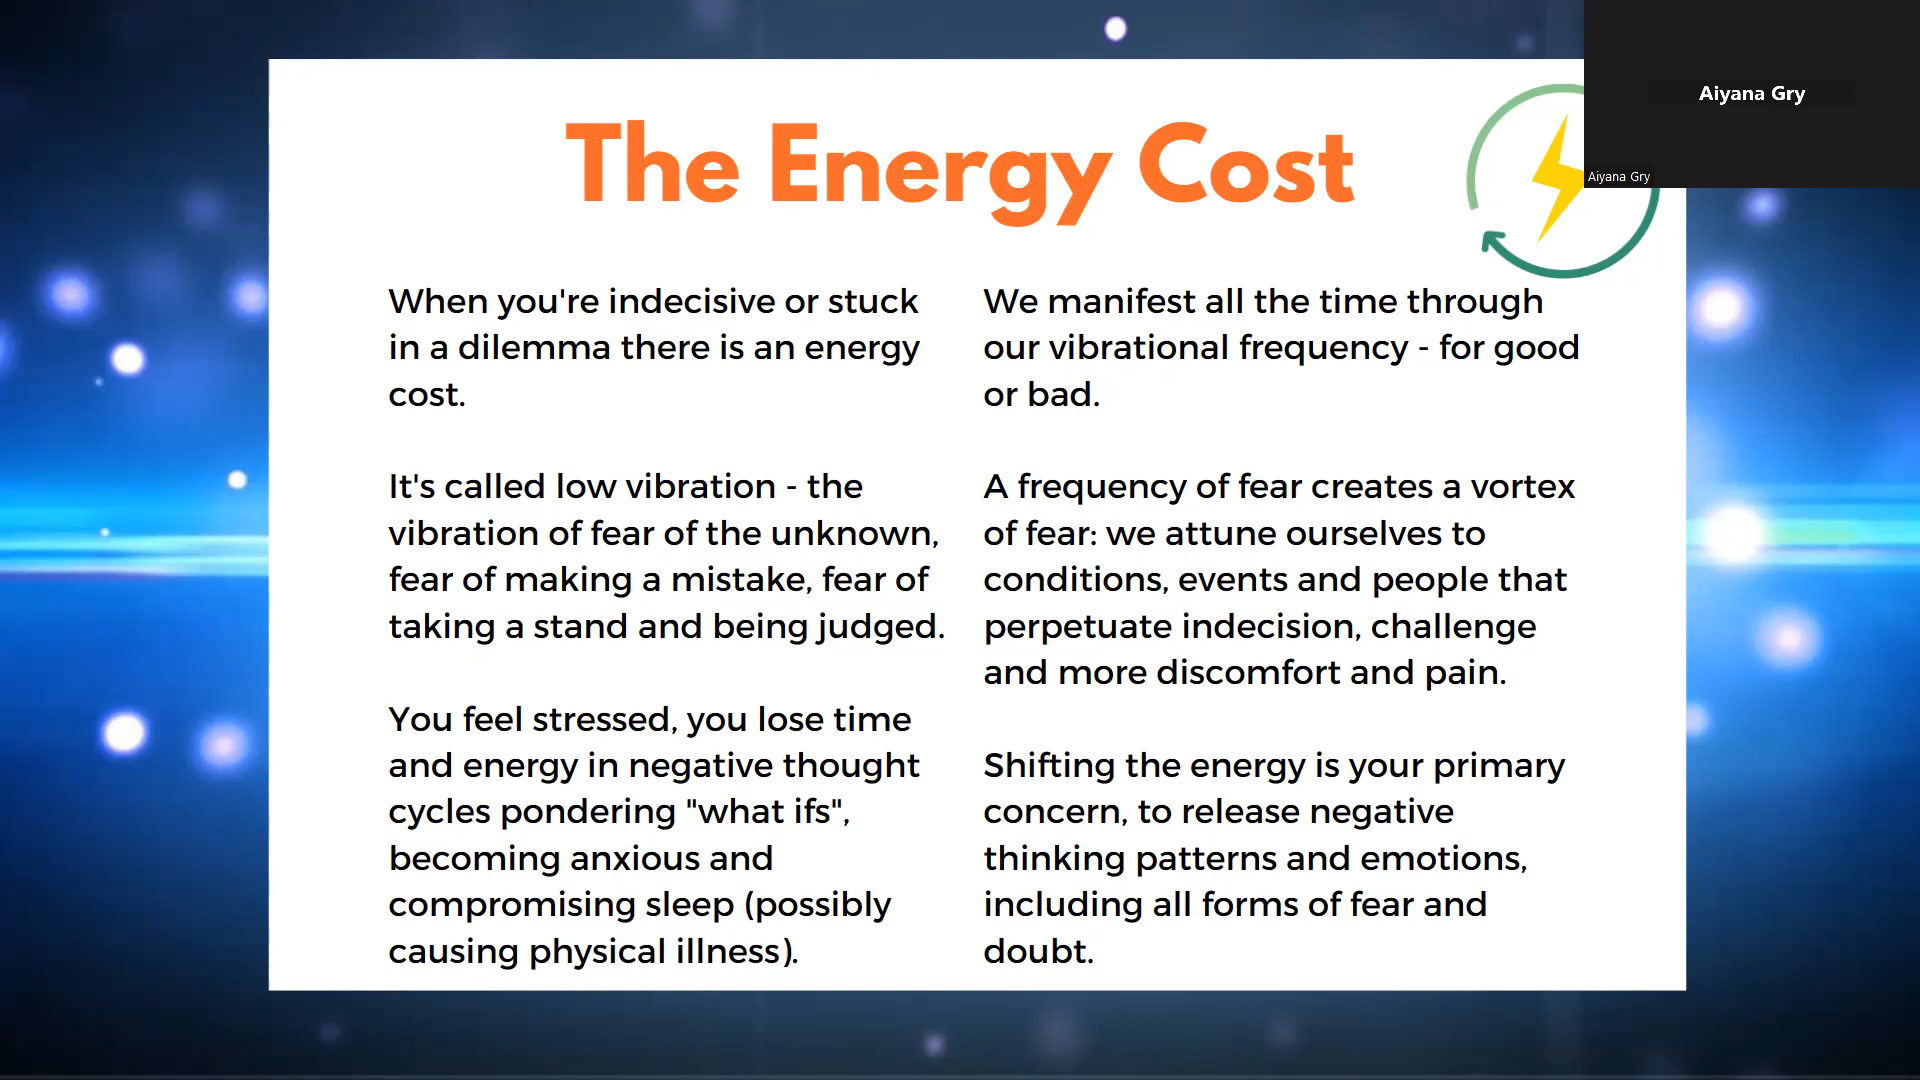 The Energy Cost
Aiyana Gry
Aiyana Gry
When you're indecisive or stuck
in a dilemma there is an energy
cost.
It's called low vibration - the
vibration of fear of the unknown,
fear of making a mistake, fear of
taking a stand and being judged.
You feel stressed, you lose time
and energy in negative thought
cycles pondering "what ifs",
becoming anxious and
compromising sleep (possibly
causing physical illness).
We manifest all the time through
our vibrational frequency - for good
or bad.
A frequency of fear creates a vortex
of fear: we attune ourselves to
conditions, events and people that
perpetuate indecision, challenge
and more discomfort and pain.
Shifting the energy is your primary
concern, to release negative
thinking patterns and emotions,
including all forms of fear and
doubt.